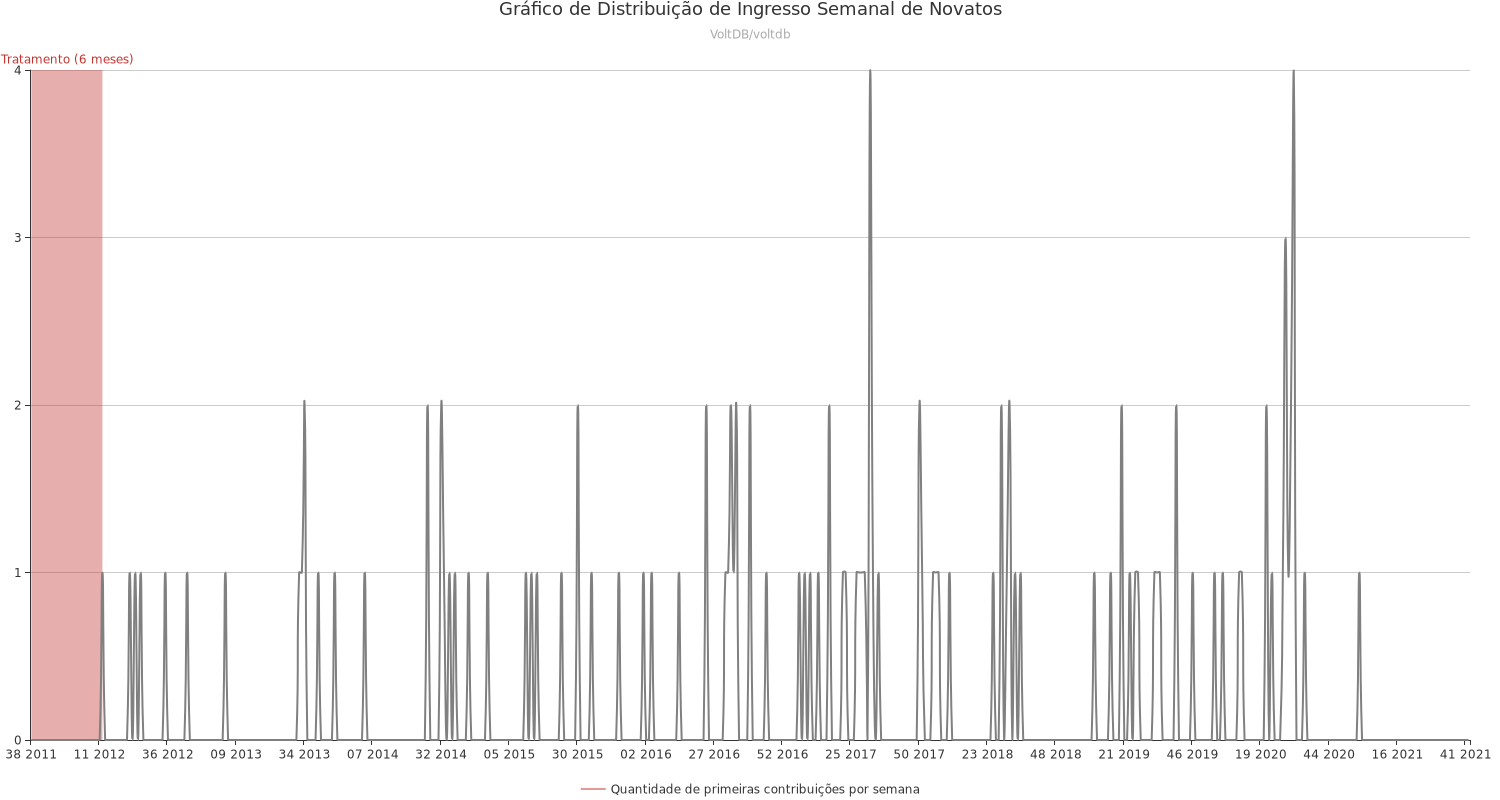 Gráfico de Distribuição de Ingresso Semanal de Novatos
VoltDB/voltdb
Tratamento (6 meses)
4
3
2
1
0
38 2011 11 2012 36 2012 09 2013 34 2013 07 2014 32 2014 05 2015 30 2015 02 2016 27 2016 52 2016 25 2017 50 2017 23 2018 48 2018 21 2019 46 2019 19 2020 44 2020 16 2021 41 2021
Quantidade de primeiras contribuições por semana